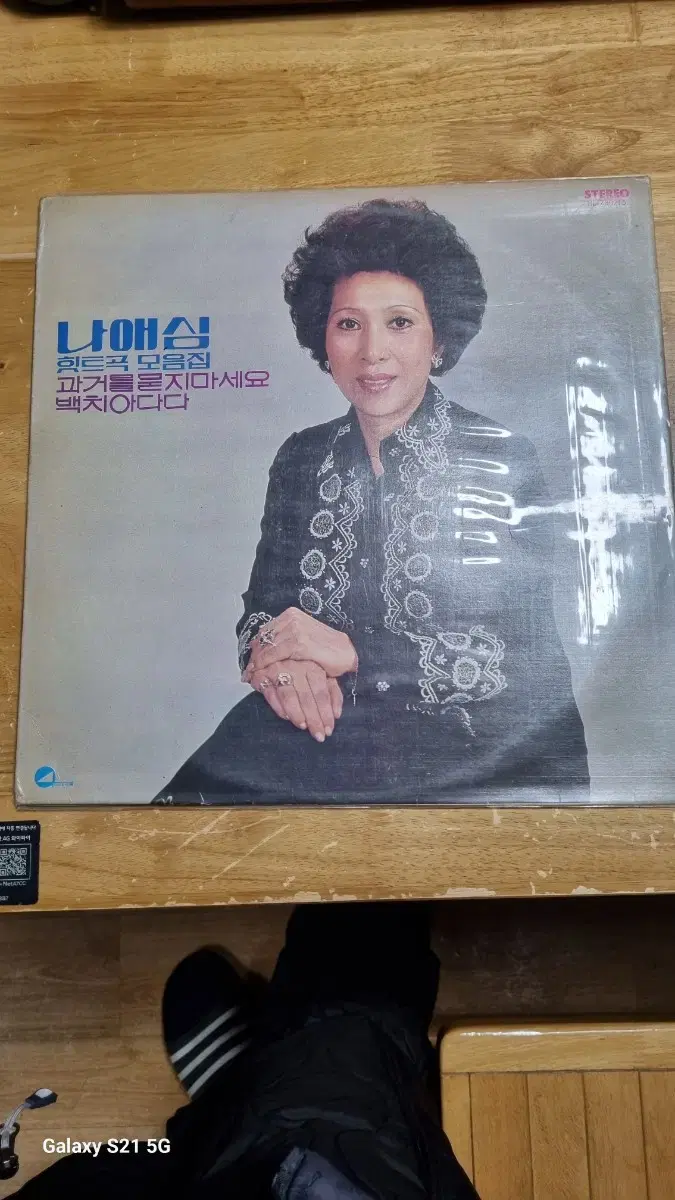 STEREO
나애심
힛트곡 모음집
과거를 묻지마세요
백치아다다
Galaxy S21 5G